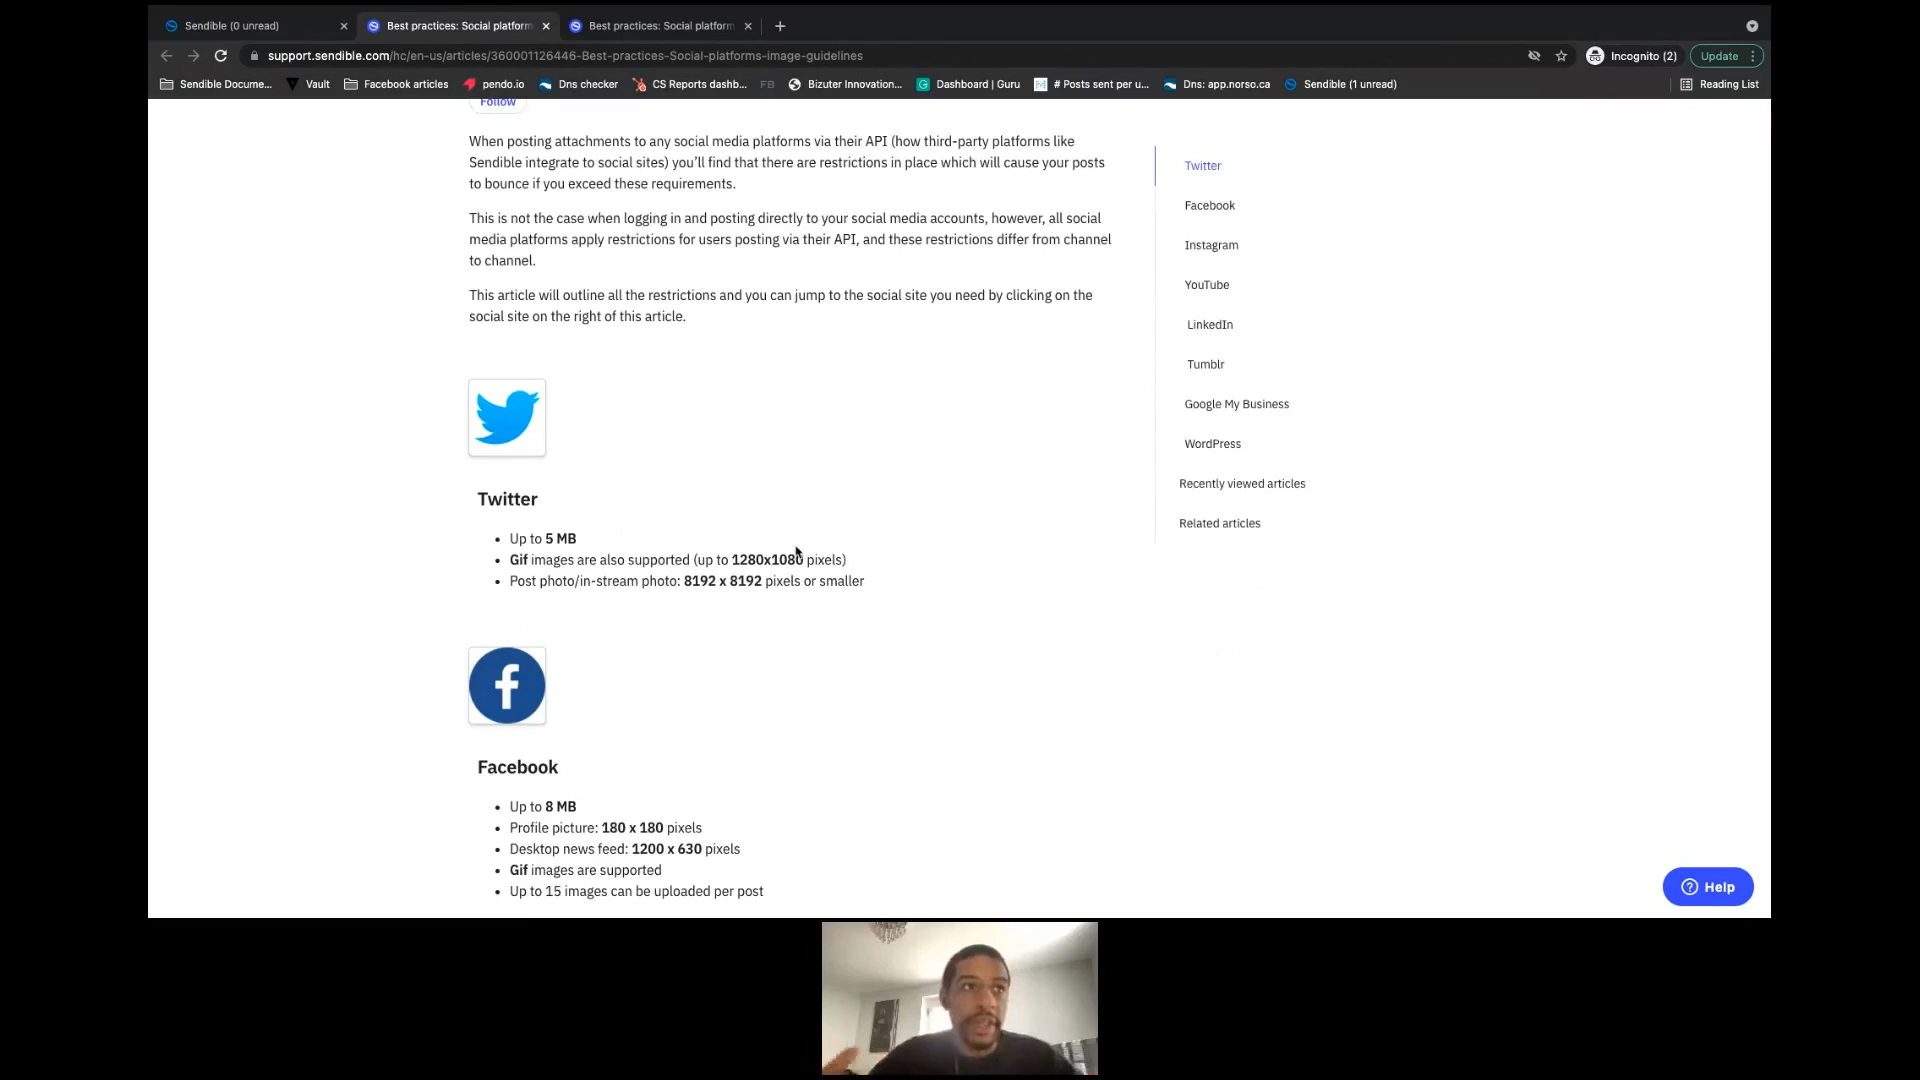 Sendible (0 unread)
Best practices: Social platform
Best practices: Social platform
support.sendible.com/hc/en-us/articles/360001126446-Best-practices-Social-platforms-image-guidelines
Incognito (2)
Update
Sendible Docume...
Vault
Facebook articles
pendo.io
Dns checker
CS Reports dashb...
FB
Bizuter Innovation...
Dashboard | Guru
# Posts sent per u...
Dns: app.norso.ca
Sendible (1 unread)
Reading List
Follow
When posting attachments to any social media platforms via their API (how third-party platforms like
Sendible integrate to social sites) you’ll find that there are restrictions in place which will cause your posts
to bounce if you exceed these requirements.
This is not the case when logging in and posting directly to your social media accounts, however, all social
media platforms apply restrictions for users posting via their API, and these restrictions differ from channel
to channel.
This article will outline all the restrictions and you can jump to the social site you need by clicking on the
social site on the right of this article.
Twitter
• Up to 5 MB
• Gif images are also supported (up to 1280x1080 pixels)
• Post photo/in-stream photo: 8192 x 8192 pixels or smaller
Facebook
• Up to 8 MB
• Profile picture: 180 x 180 pixels
• Desktop news feed: 1200 x 630 pixels
• Gif images are supported
• Up to 15 images can be uploaded per post
Twitter
Facebook
Instagram
YouTube
LinkedIn
Tumblr
Google My Business
WordPress
Recently viewed articles
Related articles
Help